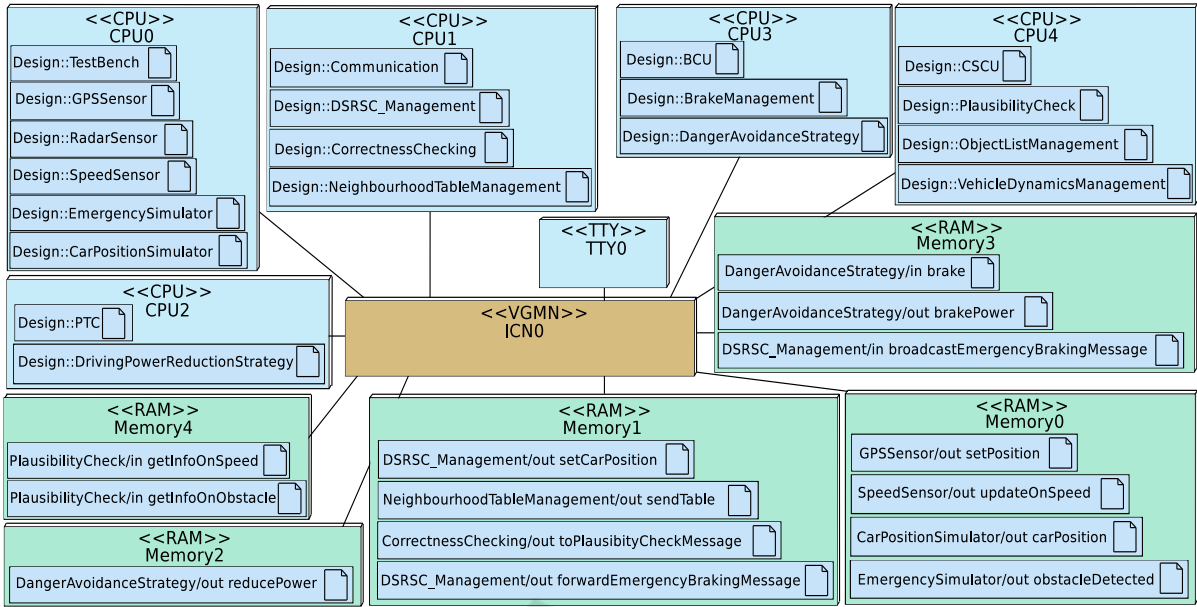 <<CPU>>
CPU0
Design::TestBench
Design::GPSSensor
Design::RadarSensor
Design::SpeedSensor
Design::EmergencySimulator
Design::CarPositionSimulator
<<CPU>>
CPU1
Design::Communication
Design::DSRSC_Management
Design::CorrectnessChecking
Design::NeighbourhoodTableManagement
<<CPU>>
CPU3
Design::BCU
Design::BrakeManagement
Design::DangerAvoidanceStrategy
<<CPU>>
CPU4
Design::CSCU
Design::PlausibilityCheck
Design::ObjectListManagement
Design::VehicleDynamicsManagement
<<TTY>>
TTY0
<<RAM>>
Memory3
DangerAvoidanceStrategy/in brake
DangerAvoidanceStrategy/out brakePower
DSRSC_Management/in broadcastEmergencyBrakingMessage
<<CPU>>
CPU2
Design::PTC
Design::DrivingPowerReductionStrategy
<<VGMN>>
ICN0
<<RAM>>
Memory4
PlausibilityCheck/in getInfoOnSpeed
PlausibilityCheck/in getInfoOnObstacle
<<RAM>>
Memory1
DSRSC_Management/out setCarPosition
NeighbourhoodTableManagement/out sendTable
CorrectnessChecking/out toPlausibityCheckMessage
DSRSC_Management/out forwardEmergencyBrakingMessage
<<RAM>>
Memory0
GPSSensor/out setPosition
SpeedSensor/out updateOnSpeed
CarPositionSimulator/out carPosition
EmergencySimulator/out obstacleDetected
<<RAM>>
Memory2
DangerAvoidanceStrategy/out reducePower